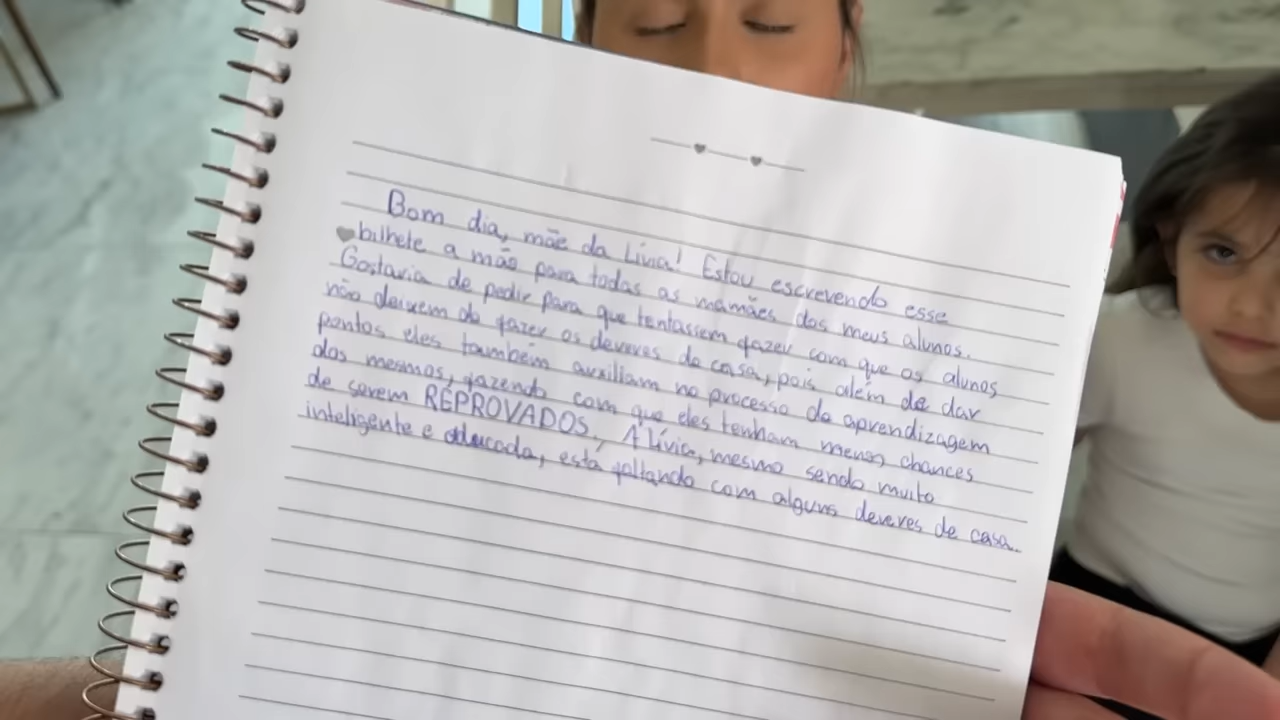 Bom dia, mãe da Lívia! Estou escrevendo esse
bilhete a mão para todas as mamães dos meus alunos.
Gostaria de pedir para que tentassem fazer com que os alunos
não deixem de fazer os deveres de casa, pois além de dar
pontos eles também auxiliam no processo de aprendizagem
dos mesmos, fazendo com que eles tenham menos chances
de serem REPROVADOS, A Lívia, mesmo sendo muito
inteligente e educada, está faltando com alguns deveres de casa.